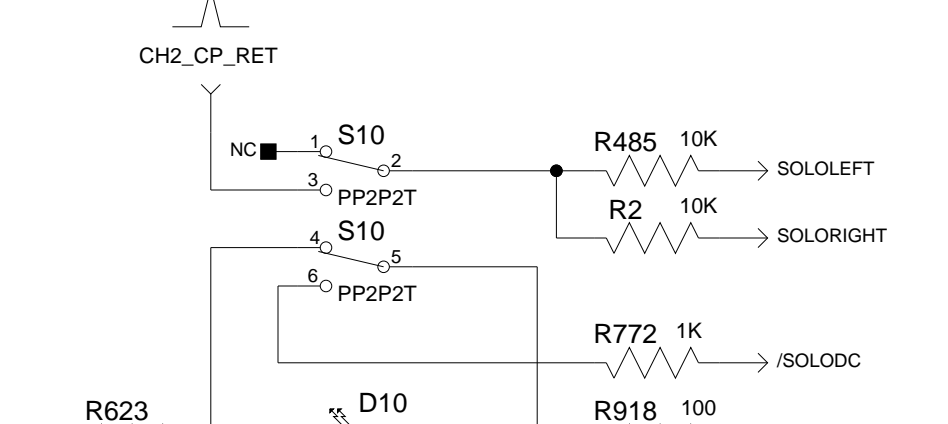 CH2_CP_RET
NC
1
S10
2
3
PP2P2T
R485
10K
SOLOLEFT
R2
10K
SOLORIGHT
4
S10
5
6
PP2P2T
R772
1K
/SOLODC
R623
D10
R918
100